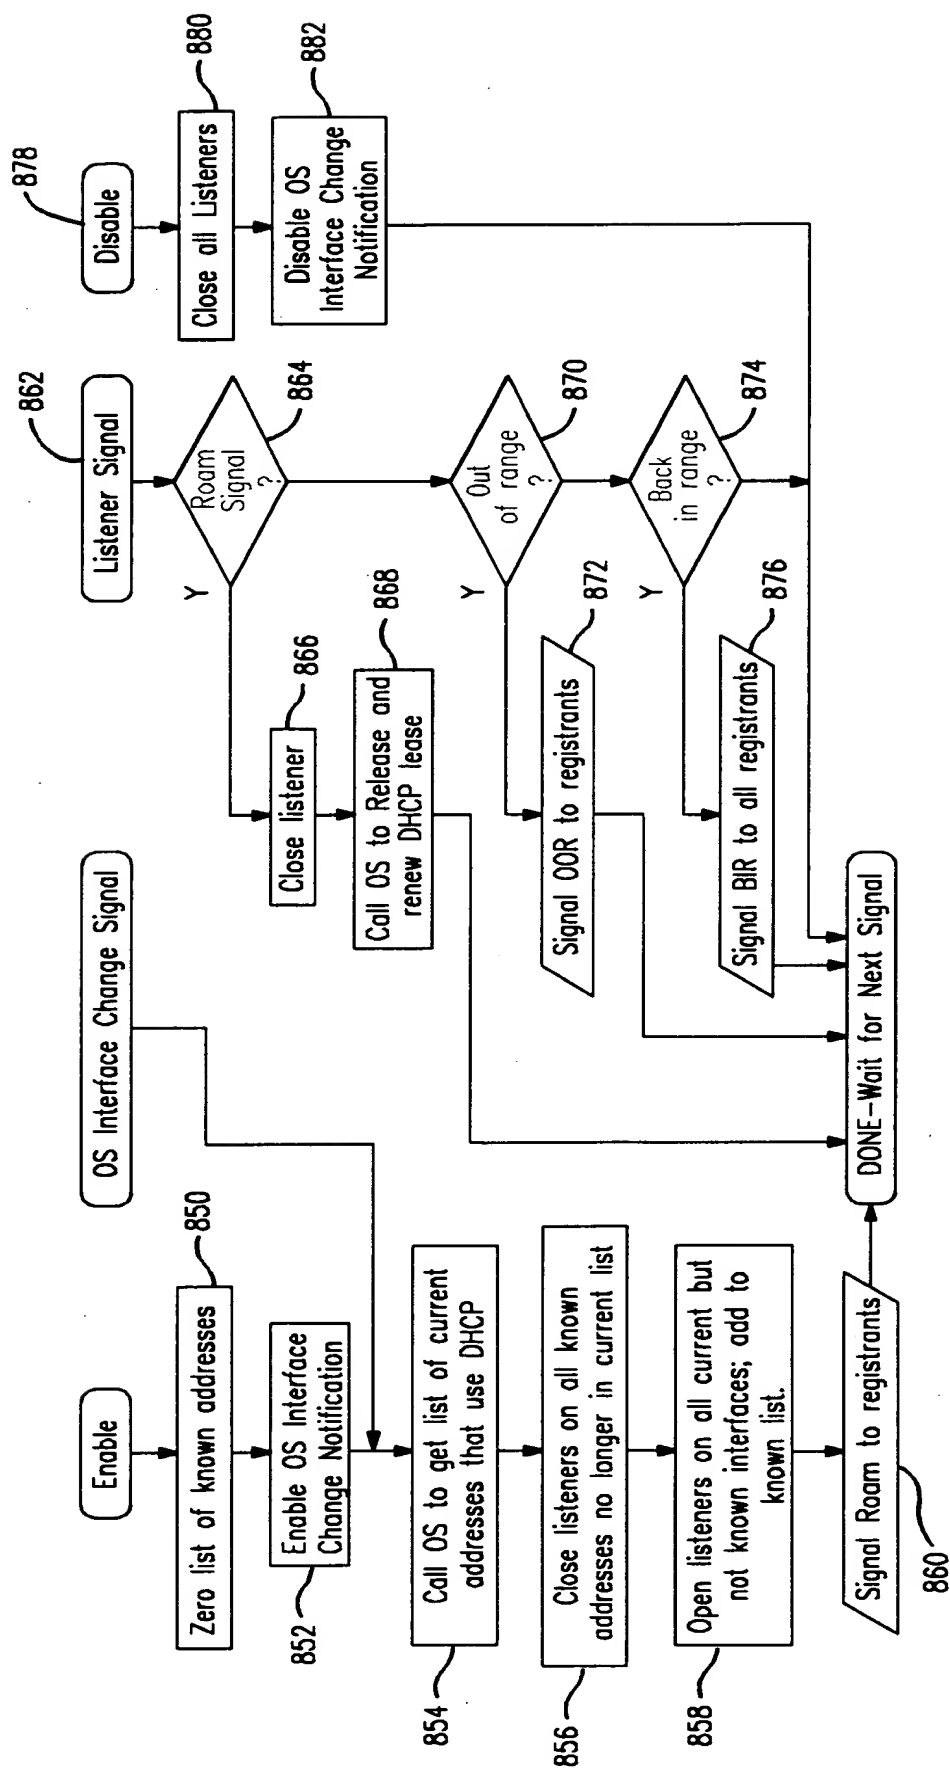 Enable
Zero list of known addresses
850
Enable OS Interface
Change Notification
852
Call OS to get list of current
addresses that use DHCP
854
Close listeners on all known
addresses no longer in current list
856
Open listeners on all current but
not known interfaces; add to
known list.
858
Signal Roam to registrants
860
OS Interface Change Signal
Listener Signal
862
Roam
Signal
?
864
Y
Close listener
866
Call OS to Release and
renew DHCP lease
868
Out
of range
?
870
Y
Signal OOR to registrants
872
Back
in range
?
874
Y
Signal BIR to all registrants
876
Disable
878
Close all Listeners
880
Disable OS
Interface Change
Notification
882
DONE-Wait for Next Signal